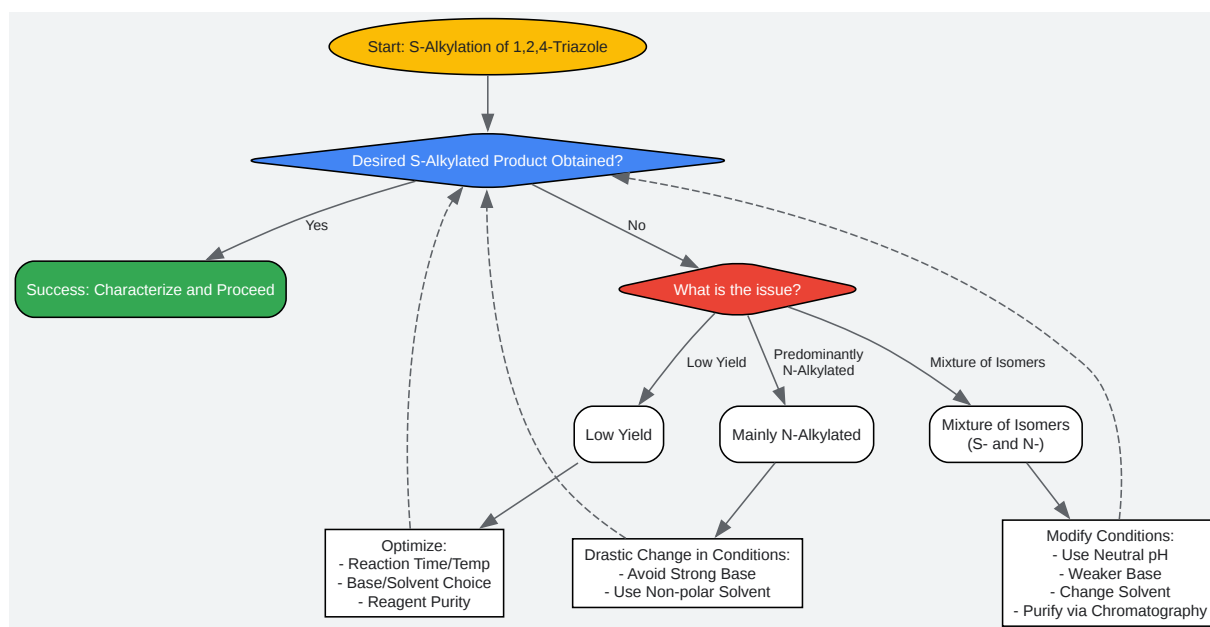 Start: S-Alkylation of 1,2,4-Triazole
Desired S-Alkylated Product Obtained?
Yes
No
Success: Characterize and Proceed
What is the issue?
Low Yield
Predominantly
N-Alkylated
Mixture of Isomers
Low Yield
Mainly N-Alkylated
Mixture of Isomers
(S- and N-)
Optimize:
- Reaction Time/Temp
- Base/Solvent Choice
- Reagent Purity
Drastic Change in Conditions:
- Avoid Strong Base
- Use Non-polar Solvent
Modify Conditions:
- Use Neutral pH
- Weaker Base
- Change Solvent
- Purify via Chromatography